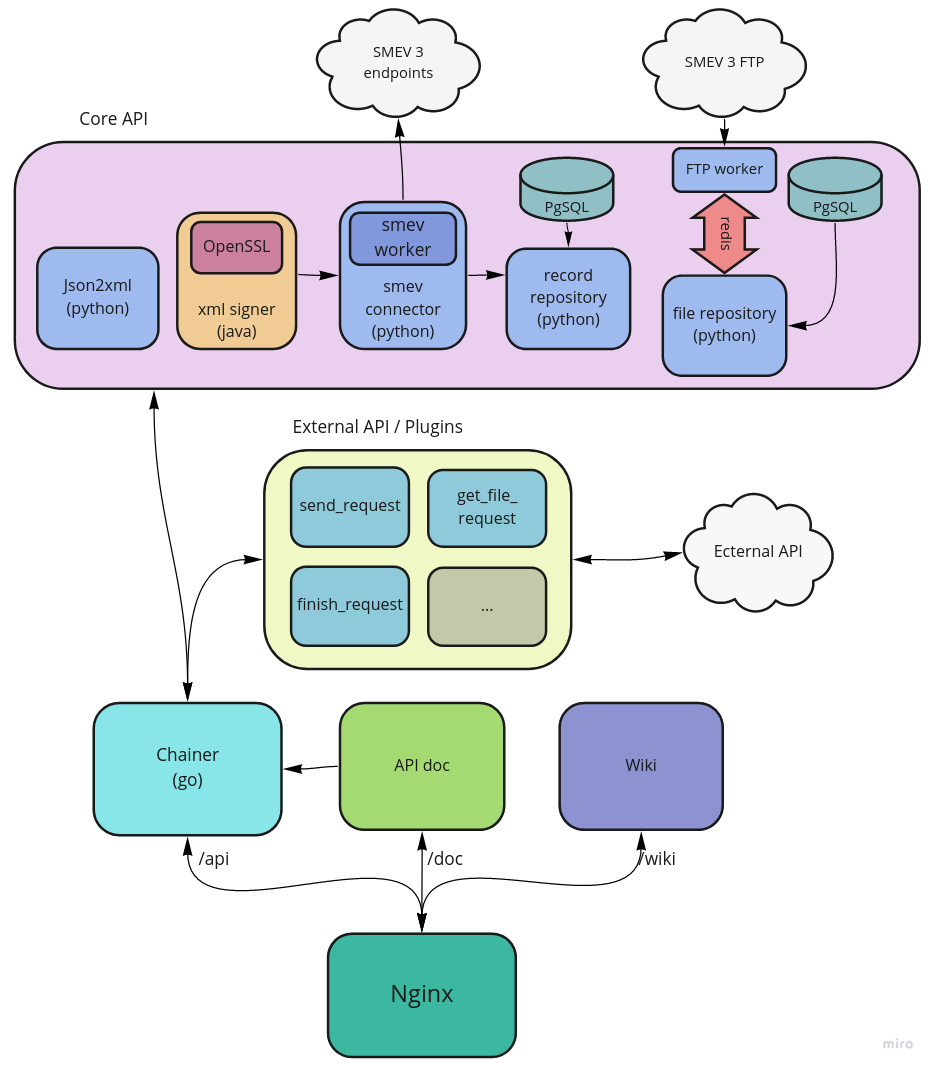 SMEV 3
endpoints
SMEV 3 FTP
Core API
FTP worker
PgSQL
PgSQL
redis
OpenSSL
xml signer
(java)
Json2xml
(python)
smev
worker
smev
connector
(python)
record
repository
(python)
file repository
(python)
External API / Plugins
send_request
get_file_
request
finish_request
...
Ecternal API
Chainer
(go)
API doc
Wiki
/api
/doc
/wiki
Nginx
miro